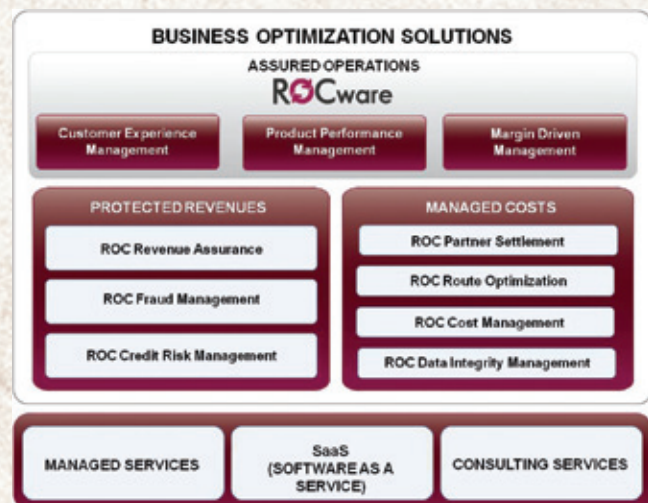 BUSINESS OPTIMIZATION SOLUTIONS
ASSURED OPERATIONS
ROCware
Customer Experience
Management
Product Performance
Management
Margin Driven
Management
PROTECTED REVENUES
ROC Revenue Assurance
ROC Fraud Management
ROC Credit Risk Management
MANAGED COSTS
ROC Partner Settlement
ROC Route Optimization
ROC Cost Management
ROC Data Integrity Management
MANAGED SERVICES
SaaS
(SOFTWARE AS A
SERVICE)
CONSULTING SERVICES